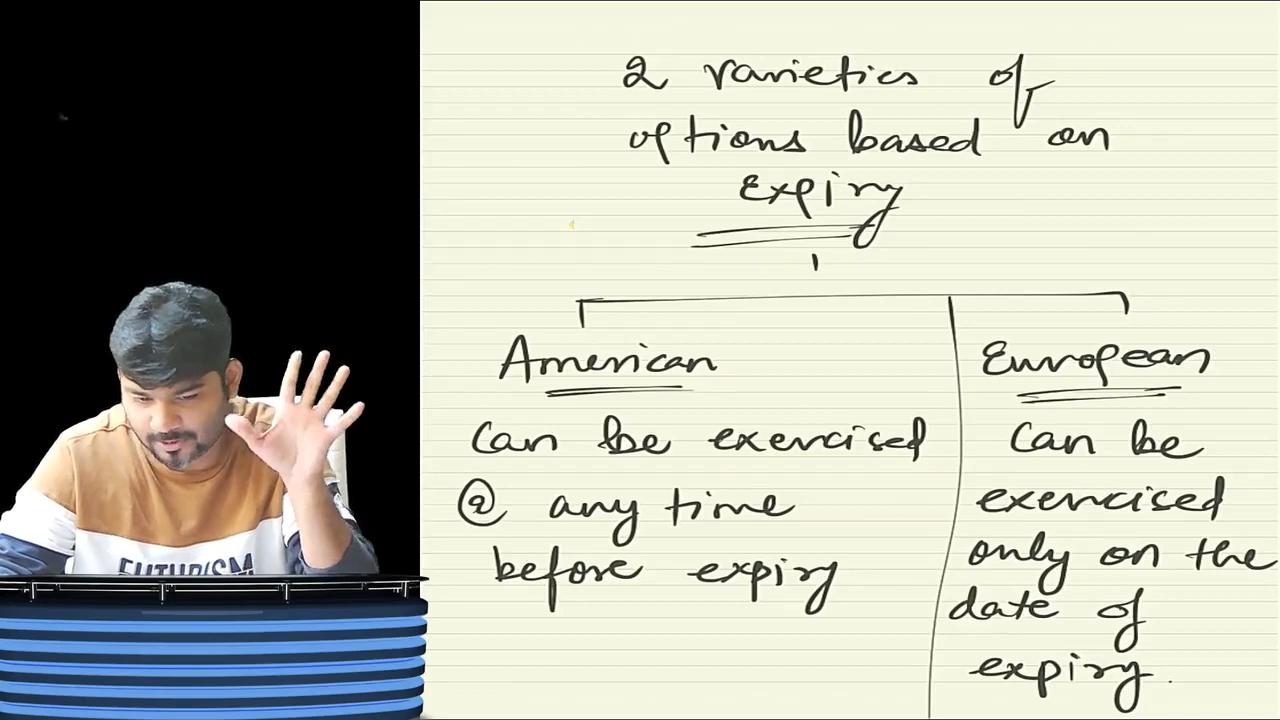 2 varieties of
options based on
Expiry
American
can be exercised
@ any time
before expiry
European
can be
exercised
only on the
date of
expiry.
FUTURISM